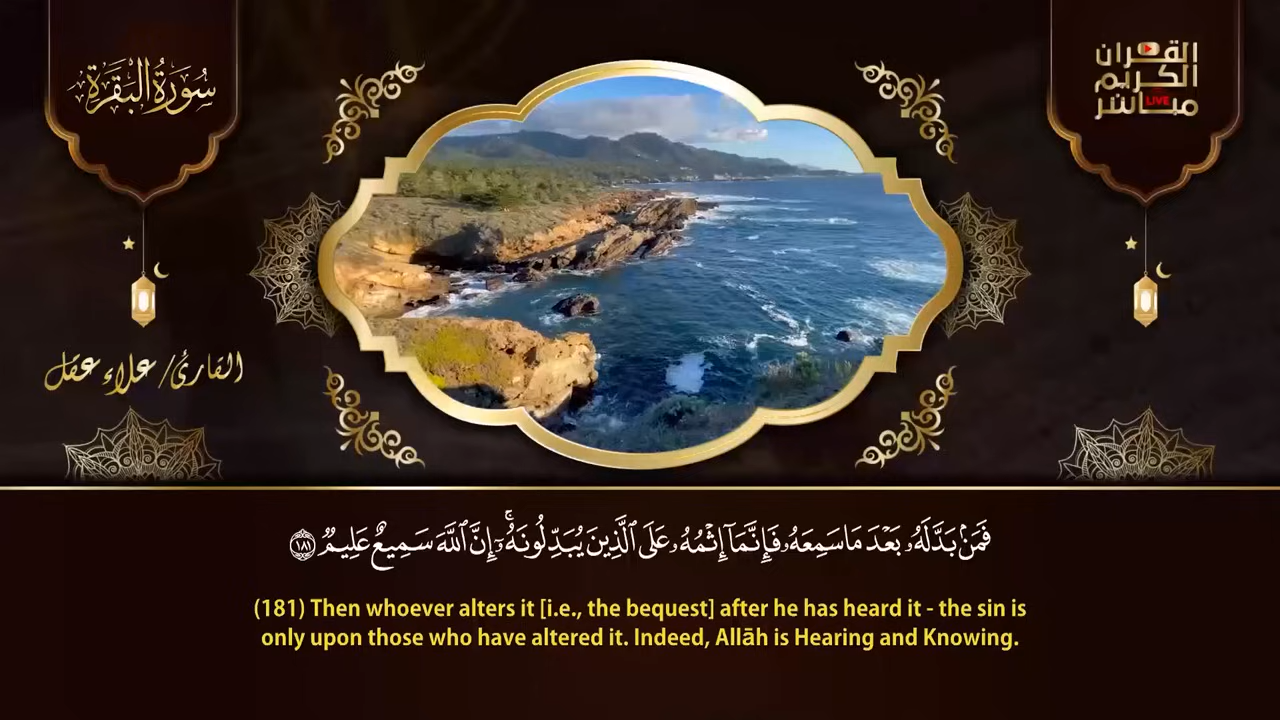 سُورَةُ البَقَرَةِ
القرآن
الكريم
مباشر
LIVE
القارئ/ علاء عقل
فَمَنۢ بَدَّلَهُۥ بَعۡدَ مَا سَمِعَهُۥ فَإِنَّمَآ إِثۡمُهُۥ عَلَى ٱلَّذِينَ يُبَدِّلُونَهُۥٓۚ إِنَّ ٱللَّهَ سَمِيعٌ عَلِيمٞ ١٨١
(181) Then whoever alters it [i.e., the bequest] after he has heard it - the sin is
only upon those who have altered it. Indeed, Allāh is Hearing and Knowing.